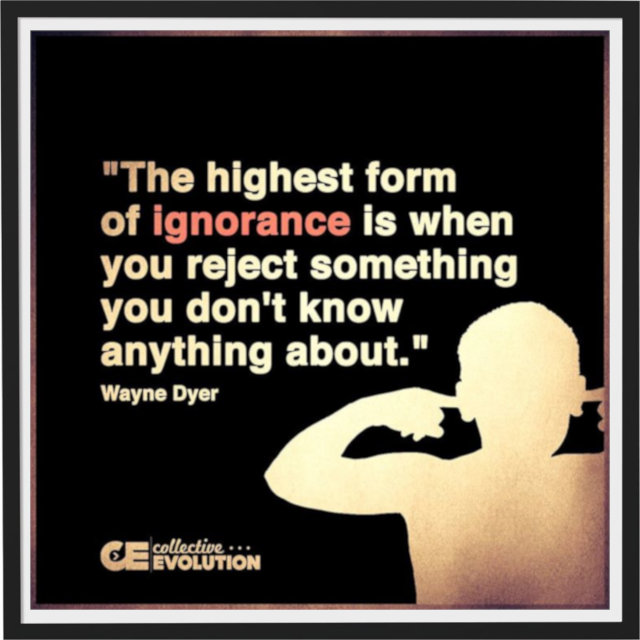 "The highest form
of ignorance is when
you reject something
you don't know
anything about."
Wayne Dyer
CE collective...
EVOLUTION